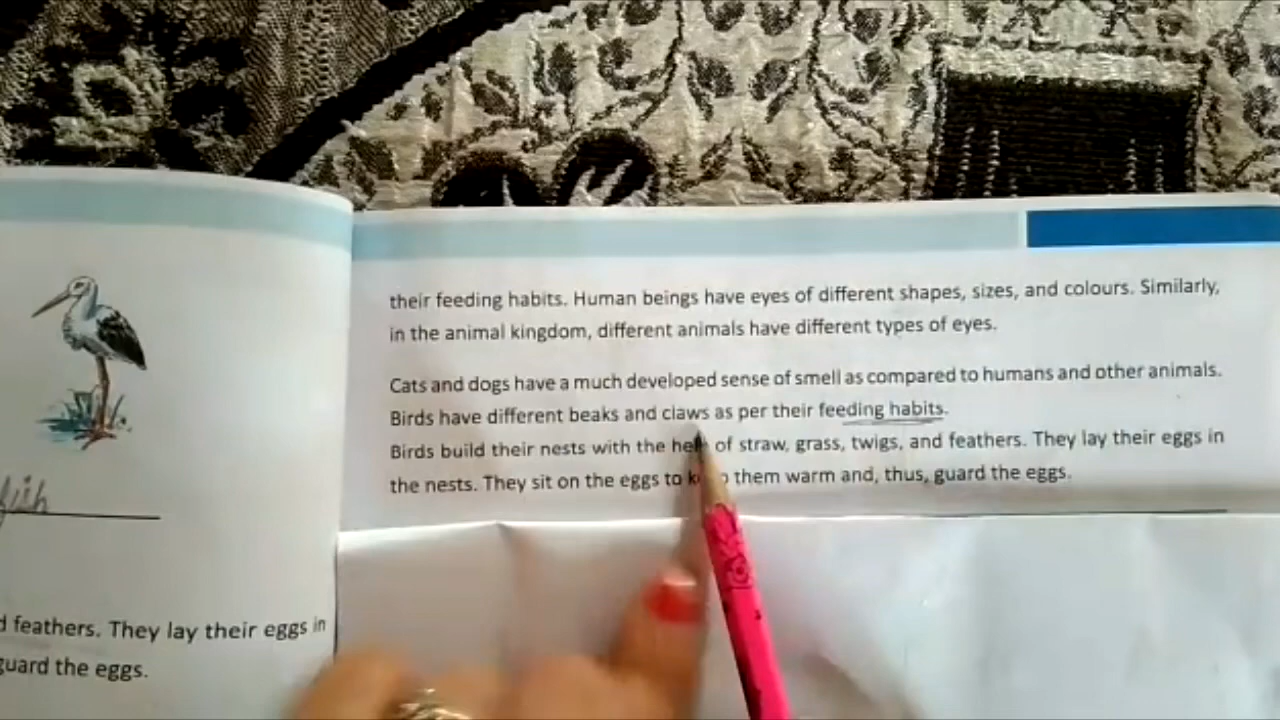 fish
d feathers. They lay their eggs in
guard the eggs.
their feeding habits. Human beings have eyes of different shapes, sizes, and colours. Similarly,
in the animal kingdom, different animals have different types of eyes.
Cats and dogs have a much developed sense of smell as compared to humans and other animals.
Birds have different beaks and claws as per their feeding habits.
Birds build their nests with the help of straw, grass, twigs, and feathers. They lay their eggs in
the nests. They sit on the eggs to keep them warm and, thus, guard the eggs.